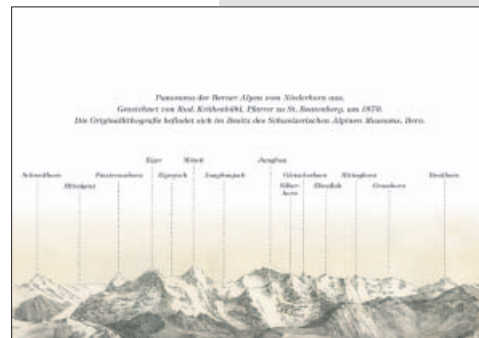 Panorama der Berner Alpen vom Niederhorn aus.
Gezeichnet von Rud. Krähenbühl, Pfarrer zu St. Beatenberg, um 1870.
Die Originallithografie befindet sich im Besitz des Schweizerischen Alpinen Museums, Bern.
Eiger Mönch Jungfrau
Schreckhorn Finsteraarhorn Eigerjoch Jungfraujoch Gletscherhorn Mittaghorn Breithorn
Silber-
horn Ebnefluh Grosshorn